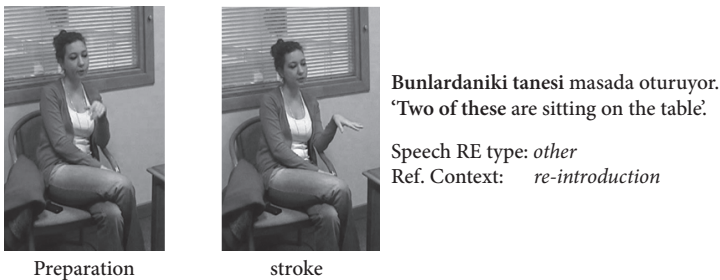 Bunlardaniki tanesi masada oturuyor.
‘Two of these are sitting on the table’.
Speech RE type: other
Ref. Context: re-introduction
Preparation
stroke